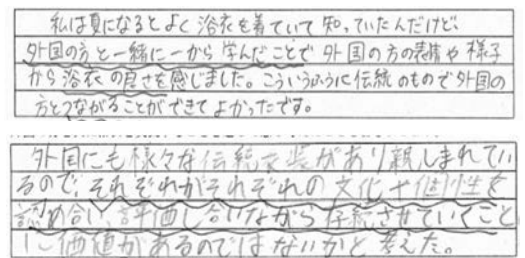 私は夏になるとよく浴衣を着ていて知っていたんだけど、
外国の方と一緒に一から学んだことで外国の方の表情や様子
から浴衣の良さを感じました。こういうふうに伝統のもので外国の
方とつながることができてよかったです。
外国にも様々な伝統衣装があり親しまれてい
るので、それぞれがそれぞれの文化+個性を
認め合い、評価し合いながら存続させていくこと
に価値があるのではないかと考えた。